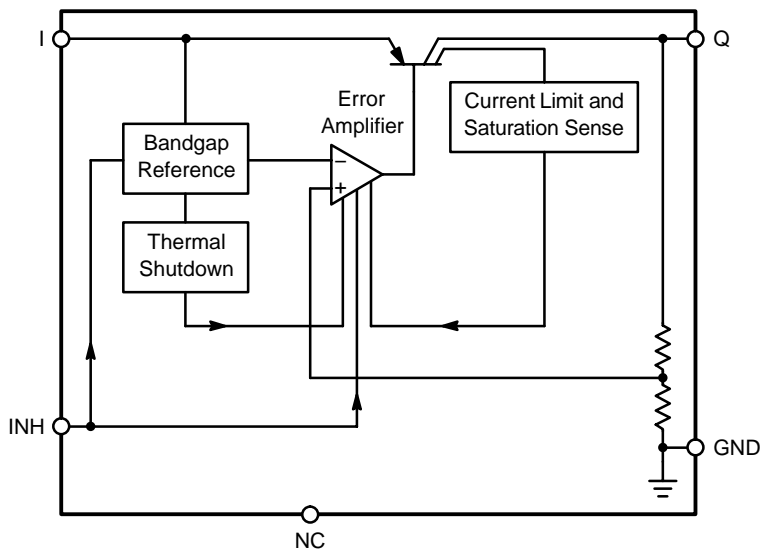 I
Q
Error
Amplifier
Current Limit and
Saturation Sense
Bandgap
Reference
−
+
Thermal
Shutdown
INH
GND
NC